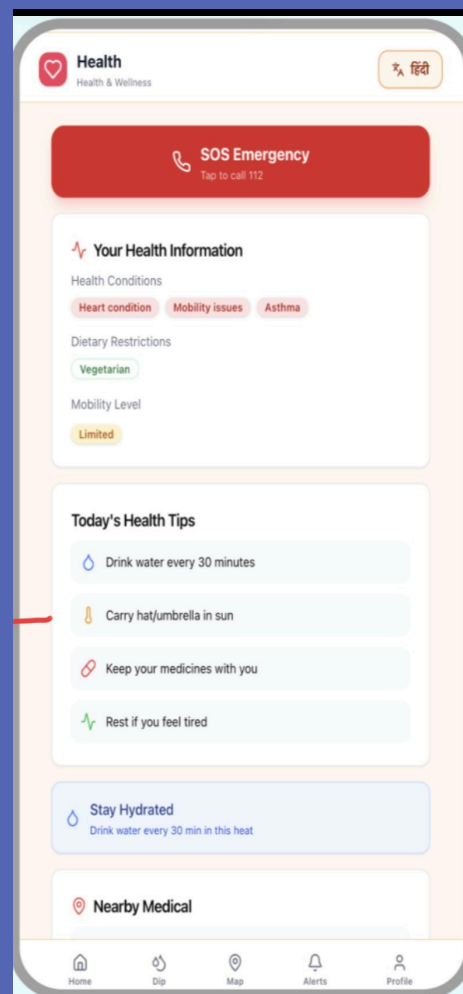 Health
Health & Wellness
हिंदी
SOS Emergency
Tap to call 112
Your Health Information
Health Conditions
Heart condition Mobility issues Asthma
Dietary Restrictions
Vegetarian
Mobility Level
Limited
Today's Health Tips
Drink water every 30 minutes
Carry hat/umbrella in sun
Keep your medicines with you
Rest if you feel tired
Stay Hydrated
Drink water every 30 min in this heat
Nearby Medical
Home Dip Map Alerts Profile